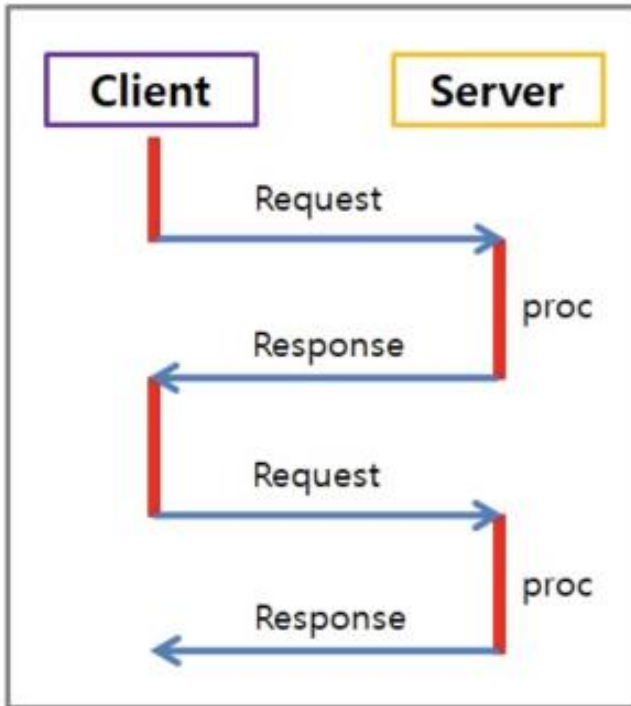 Client
Server
Request
proc
Response
Request
proc
Response